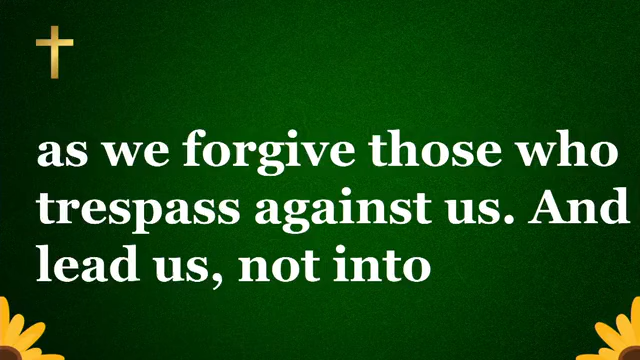 as we forgive those who
trespass against us. And
lead us, not into